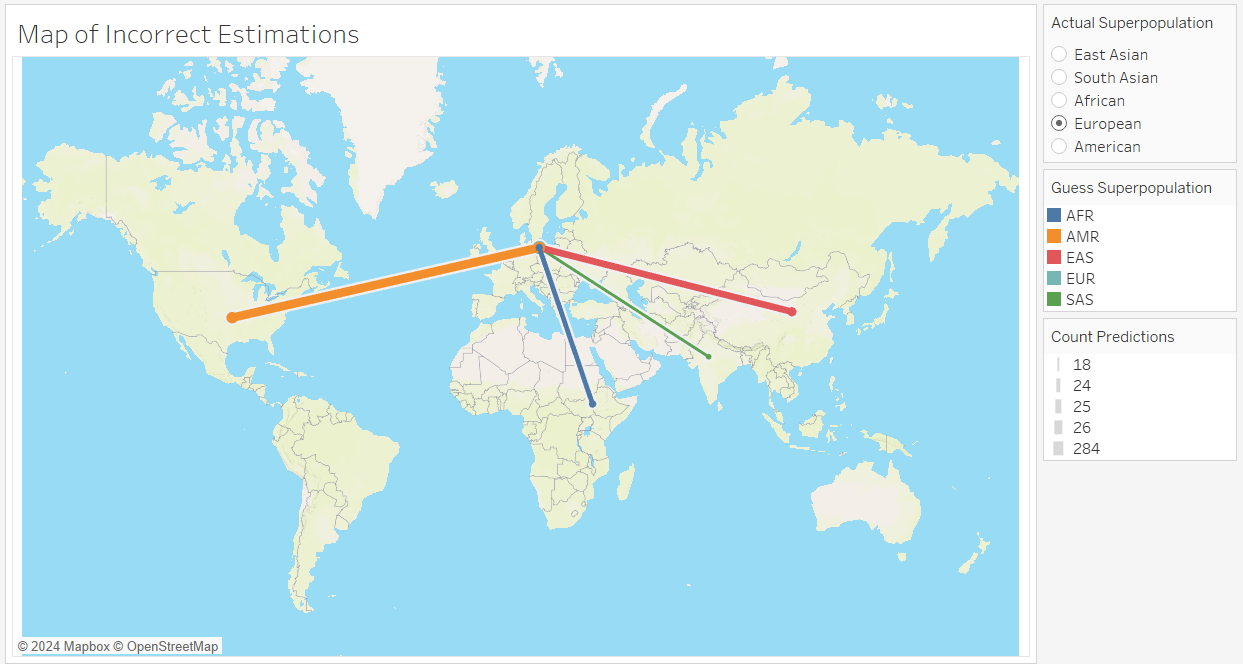 Map of Incorrect Estimations
© 2024 Mapbox © OpenStreetMap
Actual Superpopulation
East Asian
South Asian
African
European
American
Guess Superpopulation
AFR
AMR
EAS
EUR
SAS
Count Predictions
18
24
25
26
284